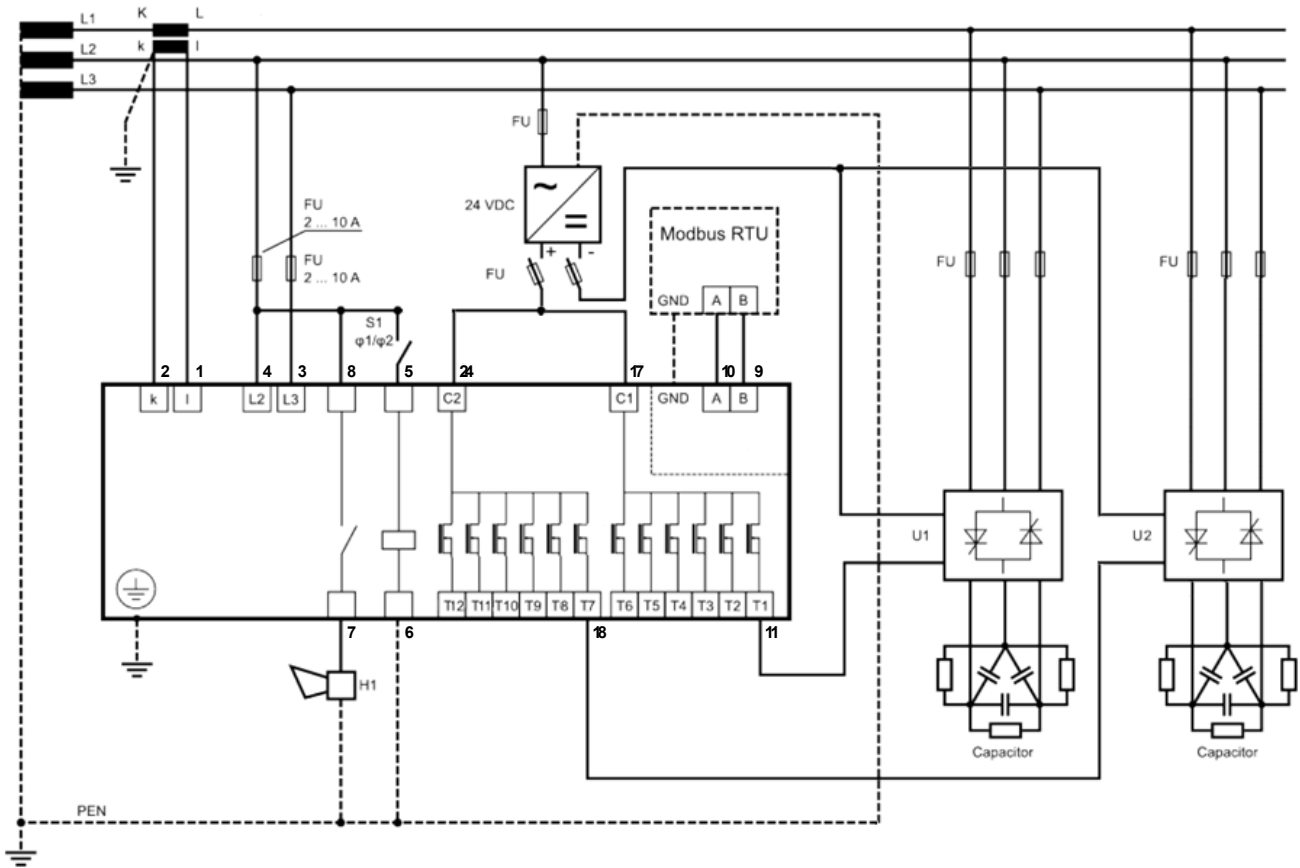 L1 K L
L2 k l
L3
FU
24 VDC
+ -
FU
FU
2 ... 10 A
FU
2 ... 10 A
Modbus RTU
GND A B
FU FU
S1
φ1/φ2
2 1 4 3 8 5 24 17 10 9
k l L2 L3 C2 C1 GND A B
U1 U2
T12 T11 T10 T9 T8 T7 T6 T5 T4 T3 T2 T1
7 6 18 11
H1
Capacitor Capacitor
PEN